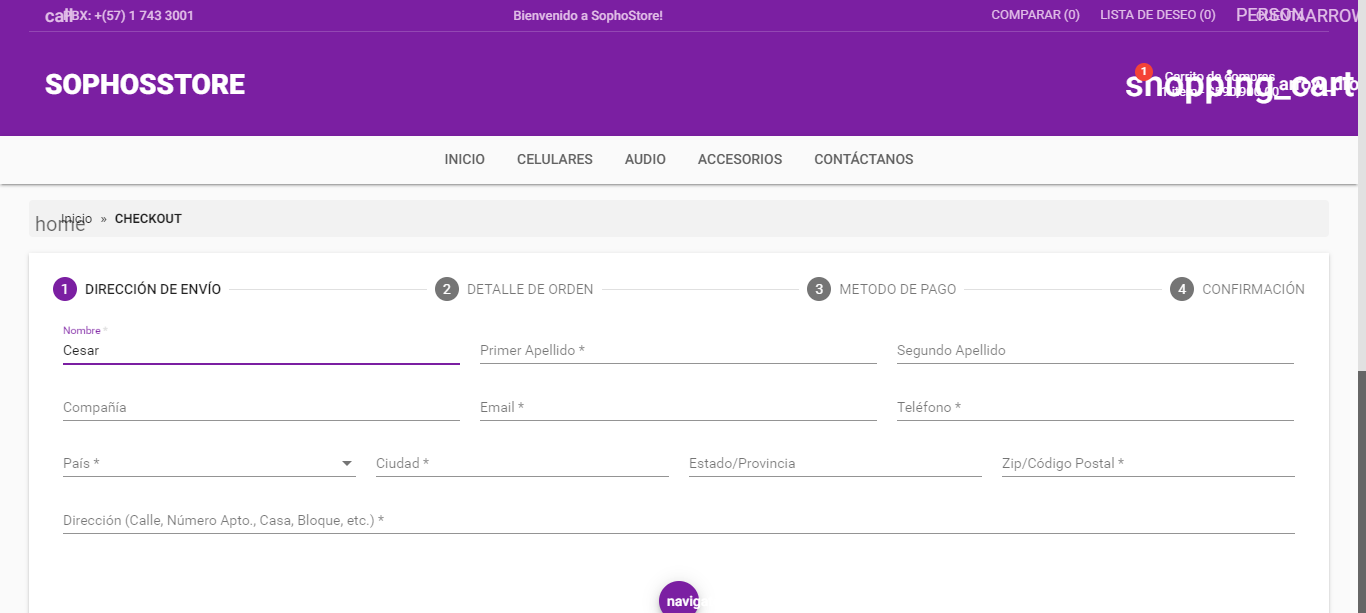 call PBX: +(57) 1 743 3001
Bienvenido a SophoStore!
COMPARAR (0) LISTA DE DESEO (0) PERSON
SOPHOSSTORE
1
shopping_cart
Carrito de compras
INICIO CELULARES AUDIO ACCESORIOS CONTÁCTANOS
home Inicio » CHECKOUT
1 DIRECCIÓN DE ENVÍO 2 DETALLE DE ORDEN 3 METODO DE PAGO 4 CONFIRMACIÓN
Nombre *
Cesar Primer Apellido * Segundo Apellido
Compañía Email * Teléfono *
País * Ciudad * Estado/Provincia Zip/Código Postal *
Dirección (Calle, Número Apto., Casa, Bloque, etc.) *
navig